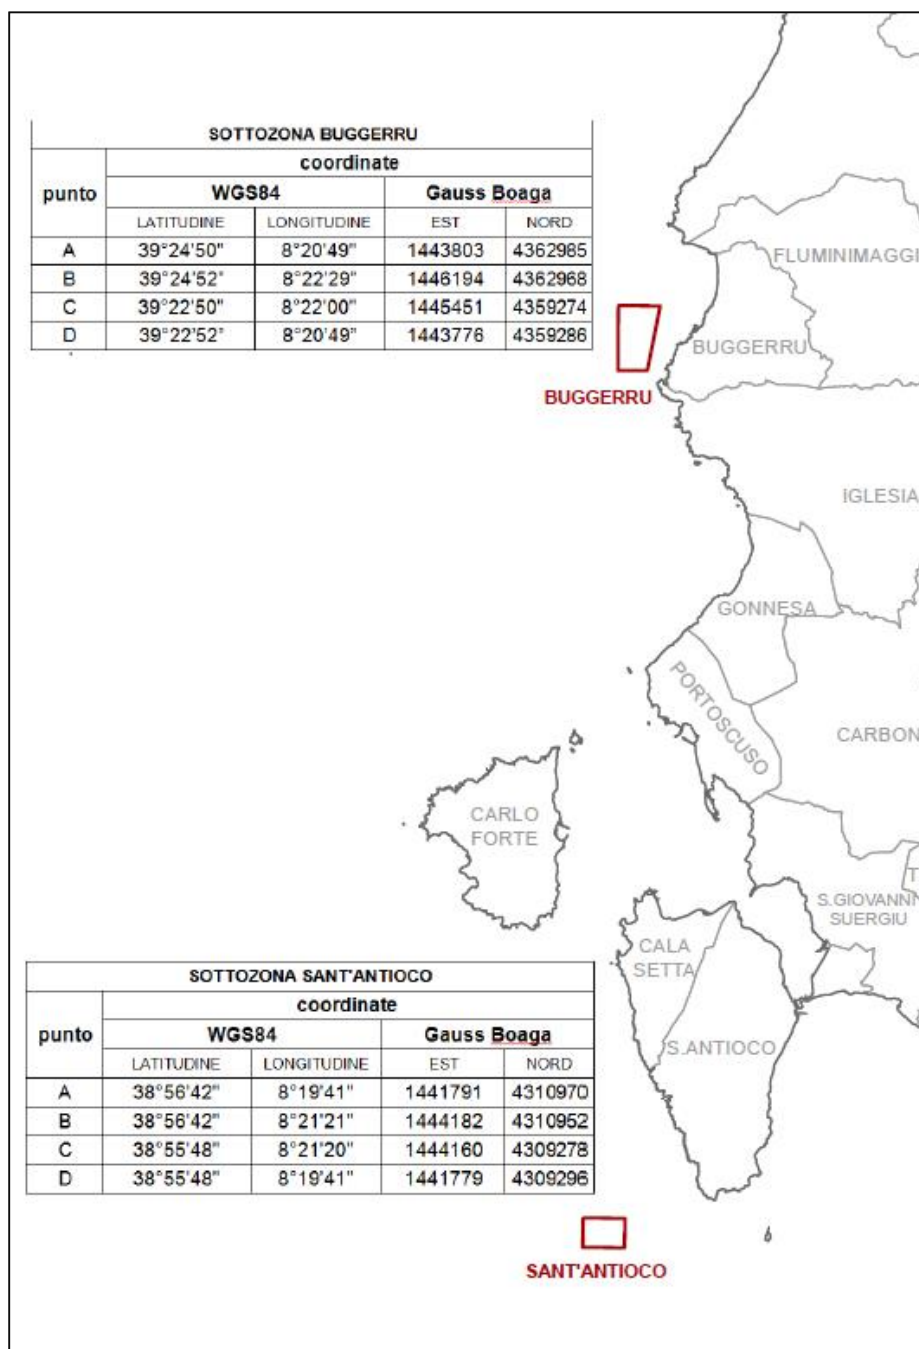 SOTTOZONA BUGGERRU
coordinate
punto WGS84 Gauss Boaga
LATITUDINE LONGITUDINE EST NORD
A 39°24'50" 8°20'49" 1443803 4362985
B 39°24'52" 8°22'29" 1446194 4362968
C 39°22'50" 8°22'00" 1445451 4359274
D 39°22'52" 8°20'49" 1443776 4359286
FLUMINIMAGGI
BUGGERRU
BUGGERRU
IGLESIA
GONNESA
PORTOSCUSO
CARBON
CARLO
FORTE
T
S.GIOVANNI
SUERGIU
CALA
SETTA
S.ANTIOCO
SOTTOZONA SANT'ANTIOCO
coordinate
punto WGS84 Gauss Boaga
LATITUDINE LONGITUDINE EST NORD
A 38°56'42" 8°19'41" 1441791 4310970
B 38°56'42" 8°21'21" 1444182 4310952
C 38°55'48" 8°21'20" 1444160 4309278
D 38°55'48" 8°19'41" 1441779 4309296
SANT'ANTIOCO